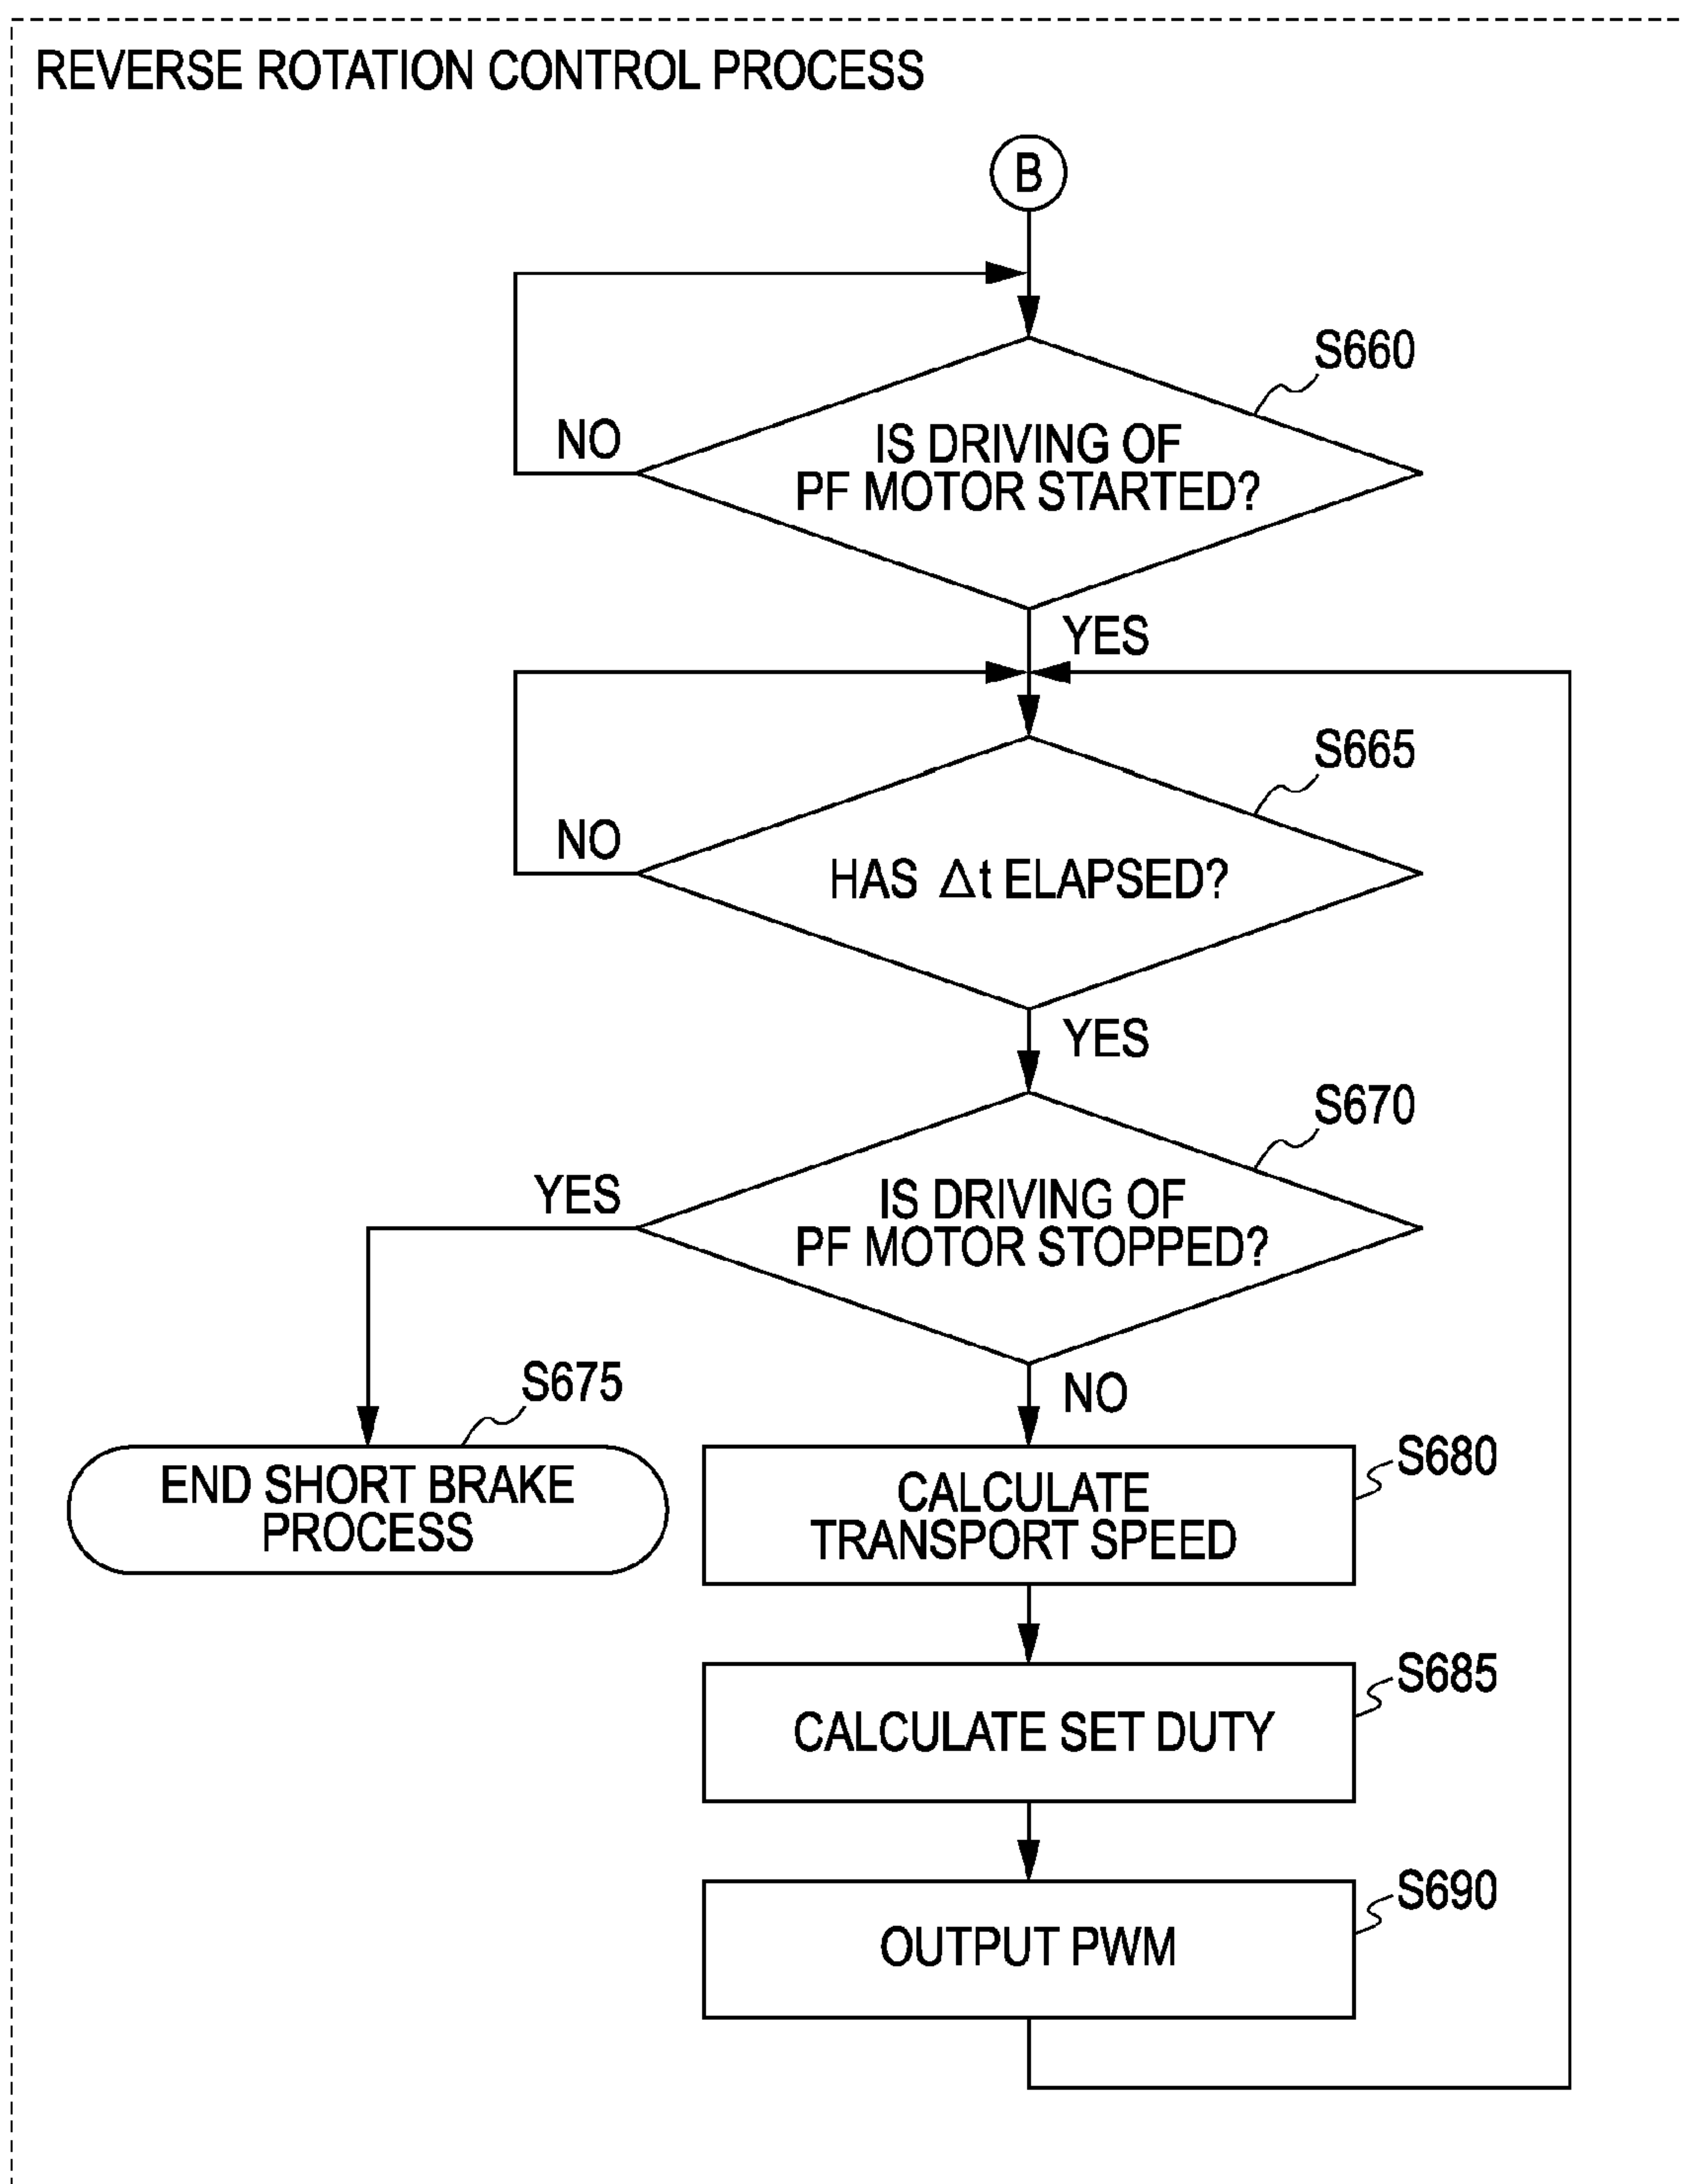 REVERSE ROTATION CONTROL PROCESS
B
S660
NO
IS DRIVING OF
PF MOTOR STARTED?
YES
S665
NO
HAS Δt ELAPSED?
YES
S670
YES
IS DRIVING OF
PF MOTOR STOPPED?
NO
S675
END SHORT BRAKE
PROCESS
S680
CALCULATE
TRANSPORT SPEED
S685
CALCULATE SET DUTY
S690
OUTPUT PWM